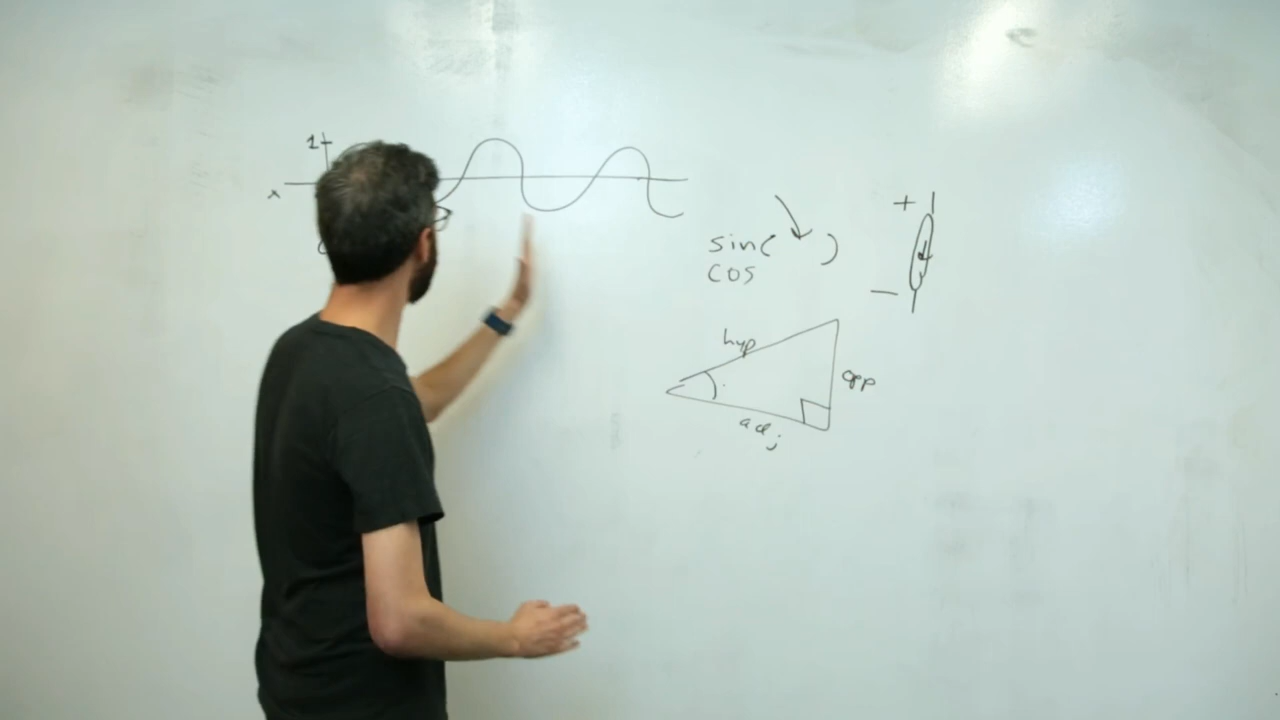 1
x
+ 1
sin( )
cos
-
hyp
opp
adj